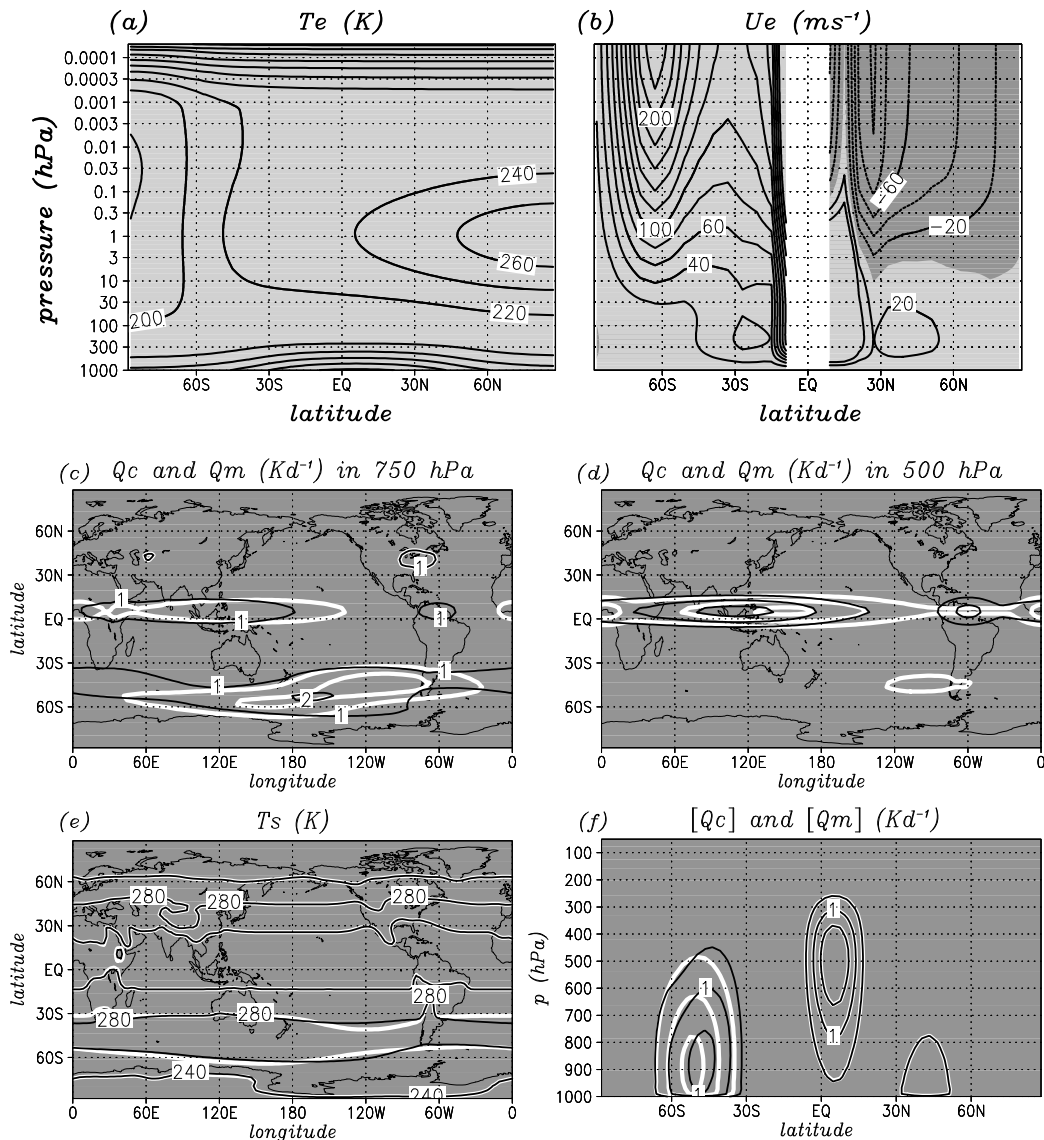 (a) Te (K)
0.0001
0.0003
0.001
0.003
0.01
0.03
0.1
0.3
1
3
10
30
100
300
1000
pressure (hPa)
240
260
220
200
60S 30S EQ 30N 60N
latitude
(b) Ue (ms⁻¹)
200
100
60
40
-60
-20
20
60S 30S EQ 30N 60N
latitude
(c) Qc and Qm (Kd⁻¹) in 750 hPa
60N
30N
EQ
30S
60S
latitude
1
1
1
1
1
1
2
1
0 60E 120E 180 120W 60W 0
longitude
(d) Qc and Qm (Kd⁻¹) in 500 hPa
60N
30N
EQ
30S
60S
0 60E 120E 180 120W 60W 0
longitude
(e) Ts (K)
60N
30N
EQ
30S
60S
latitude
280 280 280
280
280 280
240
240
0 60E 120E 180 120W 60W 0
longitude
(f) [Qc] and [Qm] (Kd⁻¹)
100
200
300
400
500
600
700
800
900
1000
p (hPa)
1
1
1
1
60S 30S EQ 30N 60N
latitude